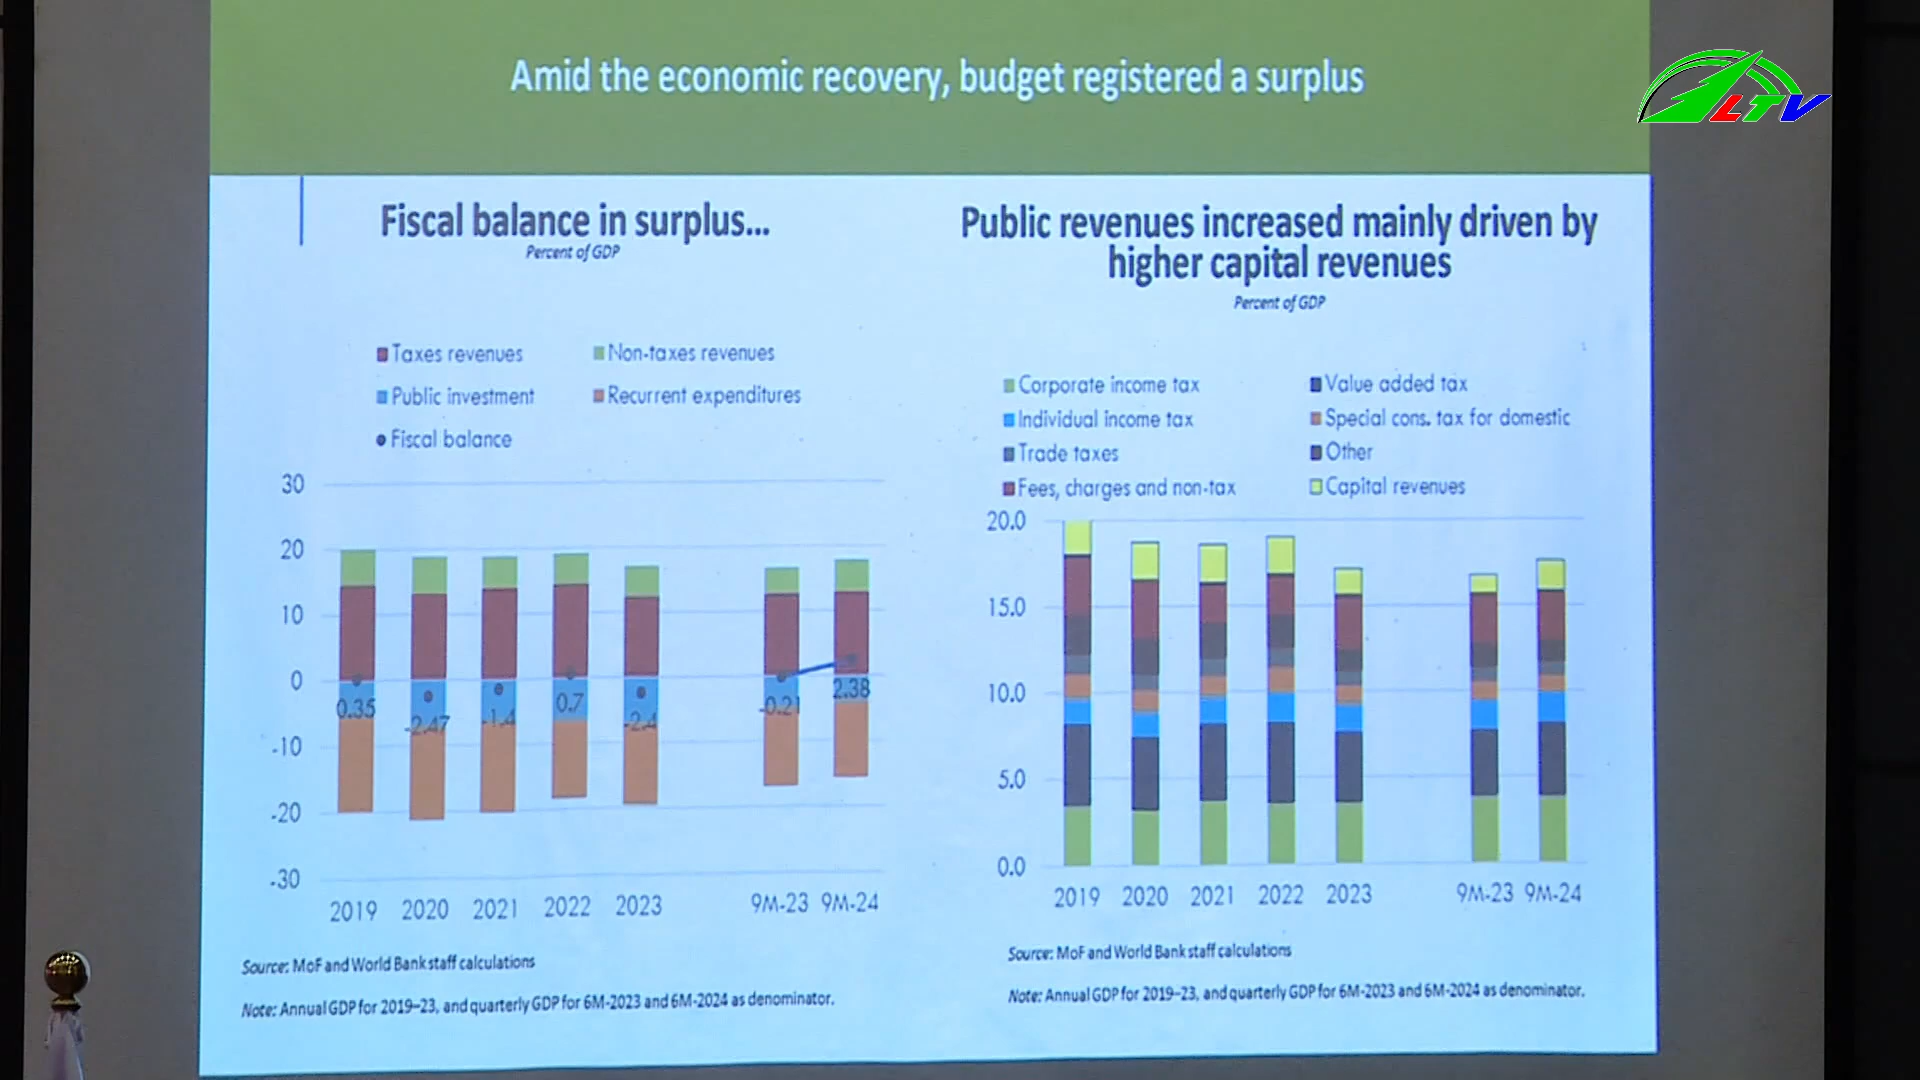 Amid the economic recovery, budget registered a surplus
LTV
Fiscal balance in surplus...
Percent of GDP
Taxes revenues
Non-taxes revenues
Public investment
Recurrent expenditures
Fiscal balance
30
20
10
0
-10
-20
-30
0.35
-2.47
-1.4
0.7
-2.4
-0.21
2.38
2019
2020
2021
2022
2023
9M-23
9M-24
Source: MoF and World Bank staff calculations
Note: Annual GDP for 2019–23, and quarterly GDP for 6M-2023 and 6M-2024 as denominator.
Public revenues increased mainly driven by
higher capital revenues
Percent of GDP
Corporate income tax
Value added tax
Individual income tax
Special cons. tax for domestic
Trade taxes
Other
Fees, charges and non-tax
Capital revenues
20.0
15.0
10.0
5.0
0.0
2019
2020
2021
2022
2023
9M-23
9M-24
Source: MoF and World Bank staff calculations
Note: Annual GDP for 2019–23, and quarterly GDP for 6M-2023 and 6M-2024 as denominator.